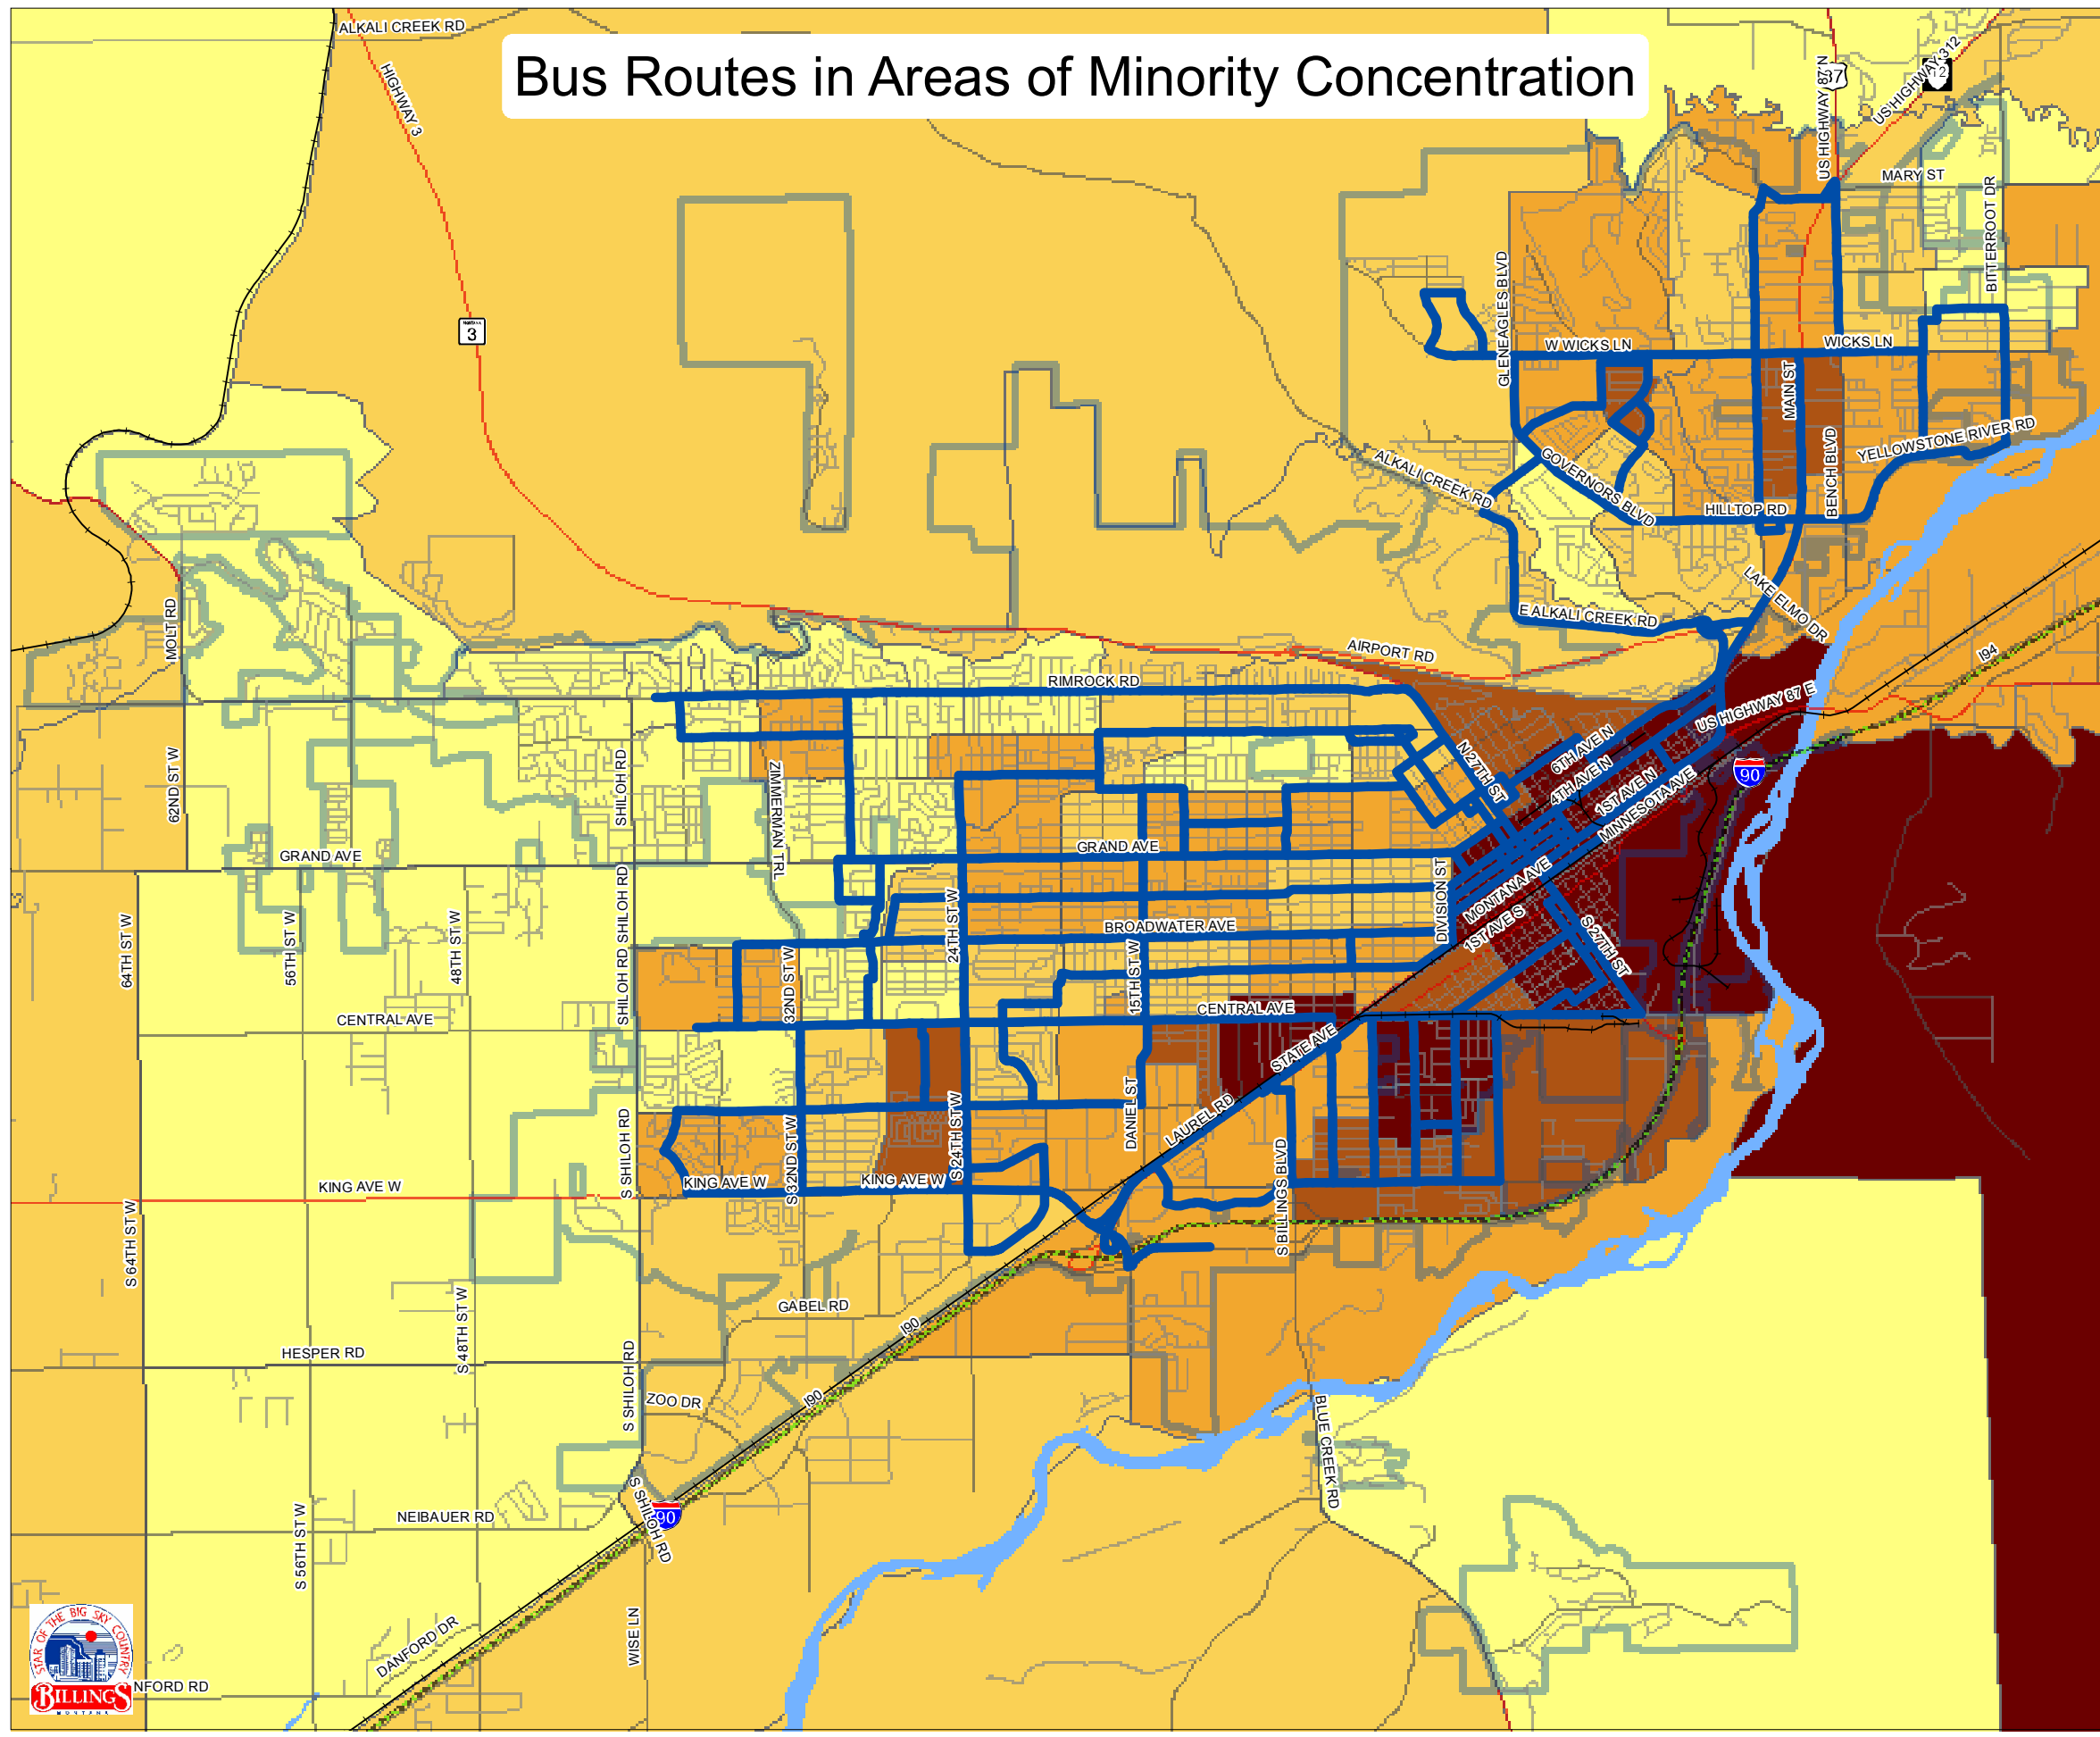 Bus Routes in Areas of Minority Concentration
ALKALI CREEK RD
HIGHWAY 3
3
US HIGHWAY 87 N
87
US HIGHWAY 312
MARY ST
BITTERROOT DR
GLENEAGLES BLVD
W WICKS LN
WICKS LN
MAIN ST
BENCH BLVD
YELLOWSTONE RIVER RD
ALKALI CREEK RD
GOVERNORS BLVD
HILLTOP RD
LAKE ELMO DR
E ALKALI CREEK RD
AIRPORT RD
I94
MOLT RD
RIMROCK RD
US HIGHWAY 87 E
62ND ST W
SHILOH RD
ZIMMERMAN TRL
N 27TH ST
6TH AVE N
4TH AVE N
1ST AVE N
MINNESOTA AVE
90
GRAND AVE
GRAND AVE
DIVISION ST
MONTANA AVE
1ST AVE S
S 27TH ST
64TH ST W
56TH ST W
48TH ST W
SHILOH RD
SHILOH RD
32ND ST W
24TH ST W
BROADWATER AVE
15TH ST W
CENTRAL AVE
CENTRAL AVE
STATE AVE
S SHILOH RD
S 32ND ST W
S 24TH ST W
DANIEL ST
LAUREL RD
S BILLINGS BLVD
KING AVE W
KING AVE W
KING AVE W
S 64TH ST W
S 48TH ST W
GABEL RD
I90
HESPER RD
S SHILOH RD
ZOO DR
I90
BLUE CREEK RD
NEIBAUER RD
S SHILOH RD
90
S 56TH ST W
WISE LN
DANFORD DR
NFORD RD
STAR OF THE BIG SKY COUNTRY
BILLINGS
MONTANA